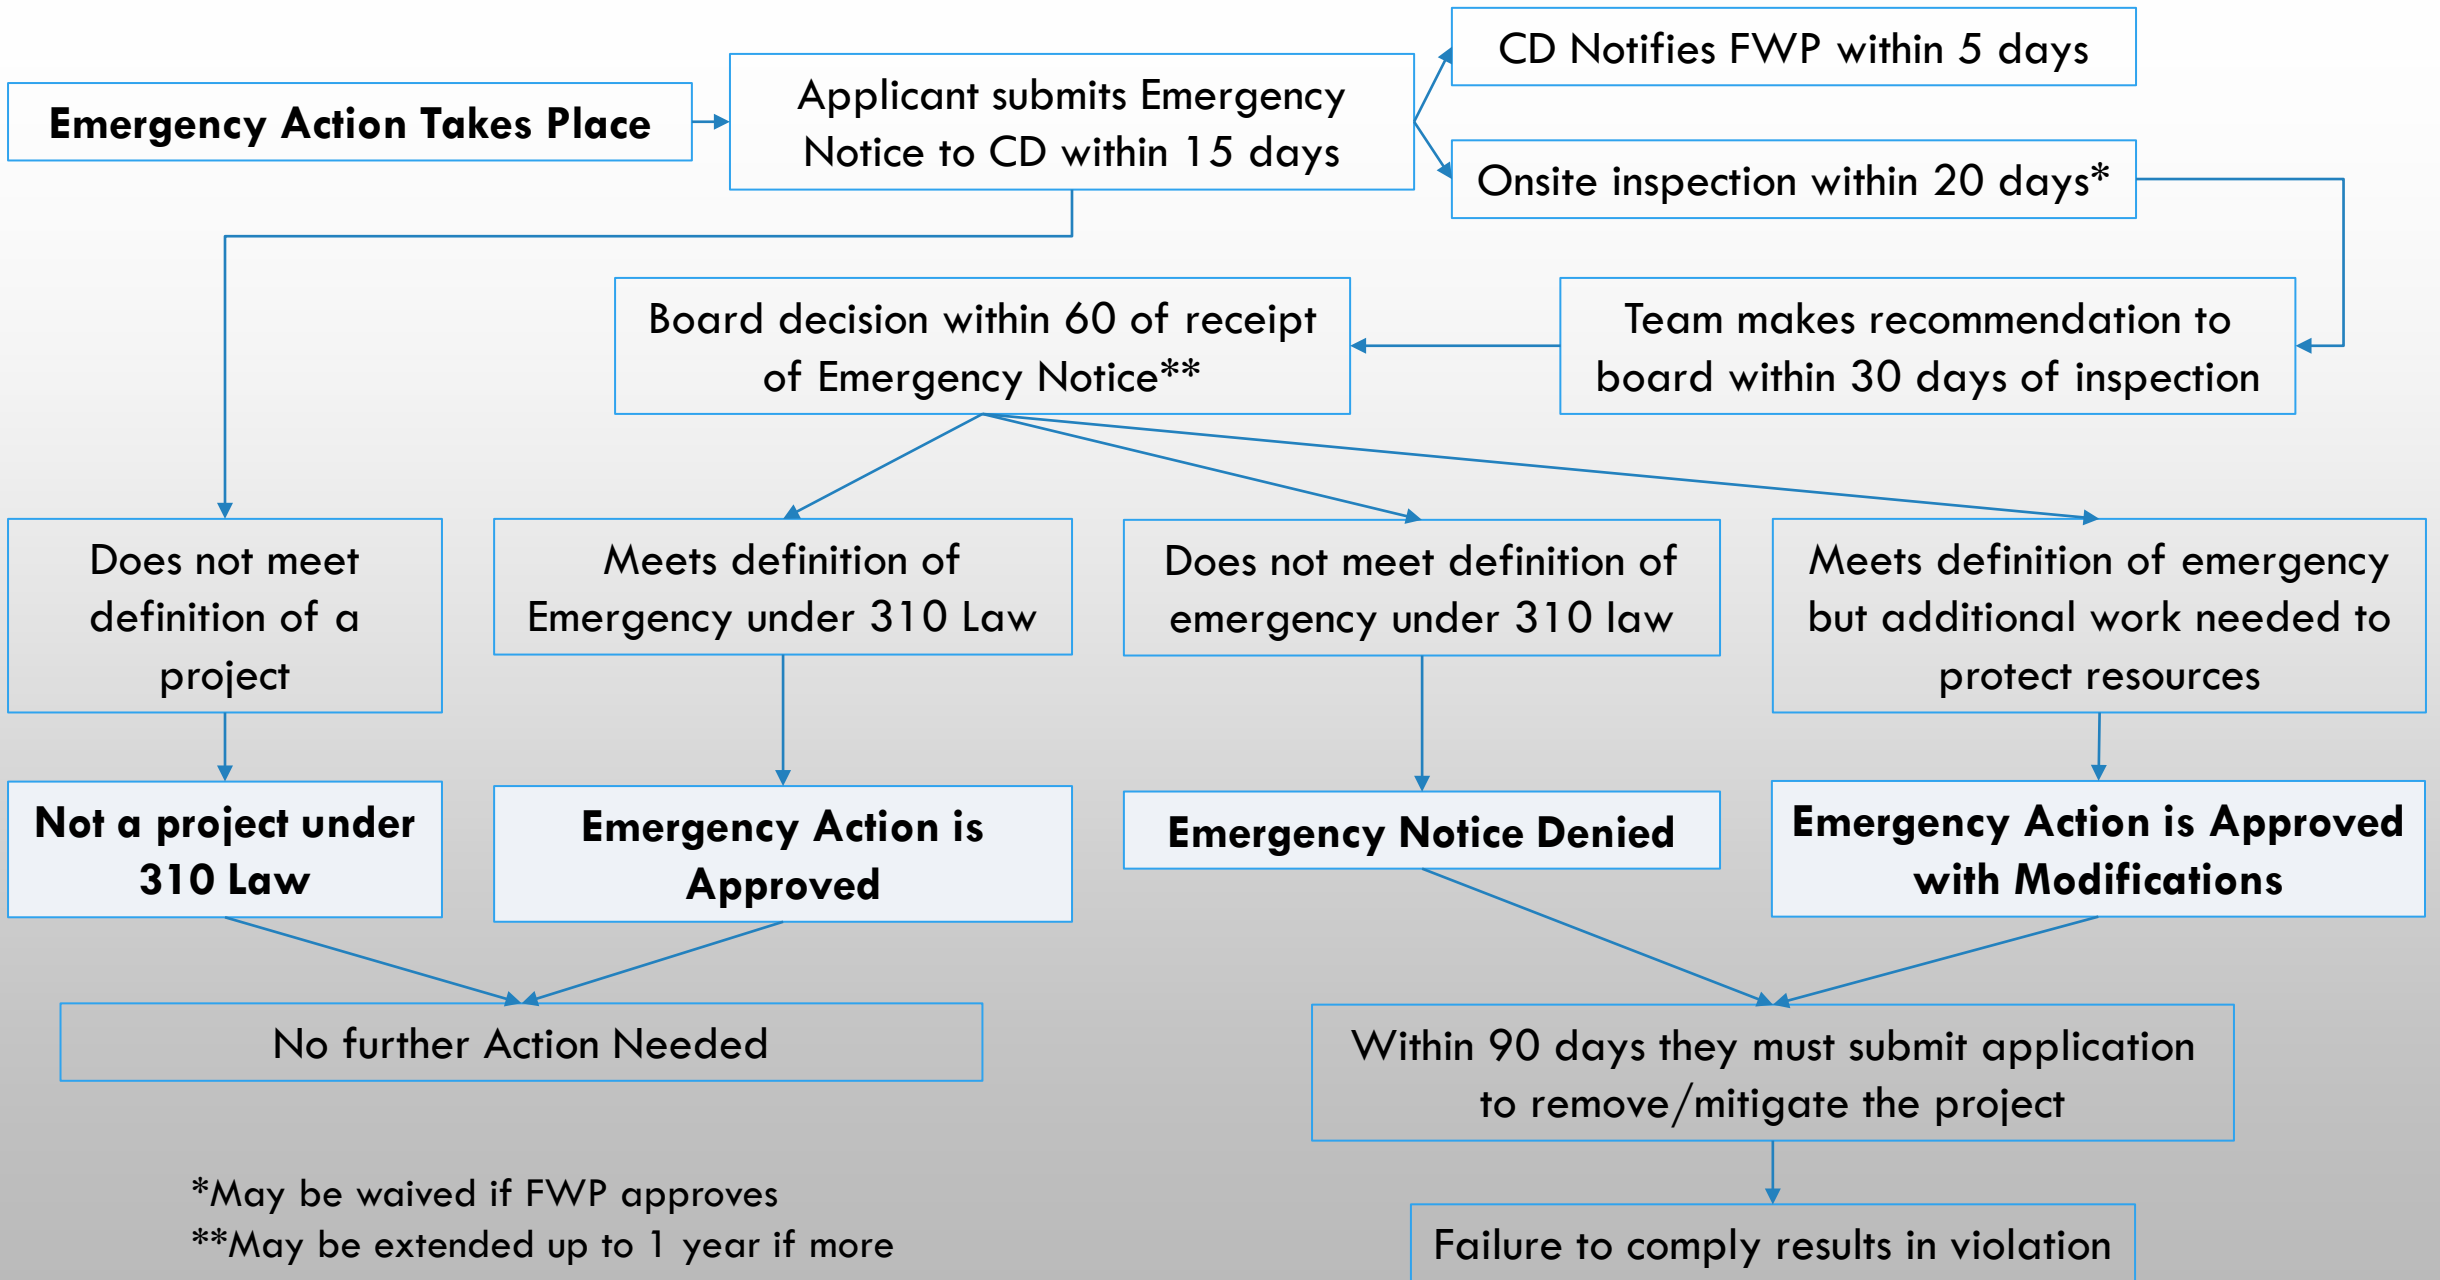 CD Notifies FWP within 5 days
Emergency Action Takes Place
Applicant submits Emergency
Notice to CD within 15 days
Onsite inspection within 20 days*
Board decision within 60 of receipt
of Emergency Notice**
Team makes recommendation to
board within 30 days of inspection
Does not meet
definition of a
project
Meets definition of
Emergency under 310 Law
Does not meet definition of
emergency under 310 law
Meets definition of emergency
but additional work needed to
protect resources
Not a project under
310 Law
Emergency Action is
Approved
Emergency Notice Denied
Emergency Action is Approved
with Modifications
No further Action Needed
Within 90 days they must submit application
to remove/mitigate the project
*May be waived if FWP approves
**May be extended up to 1 year if more
Failure to comply results in violation